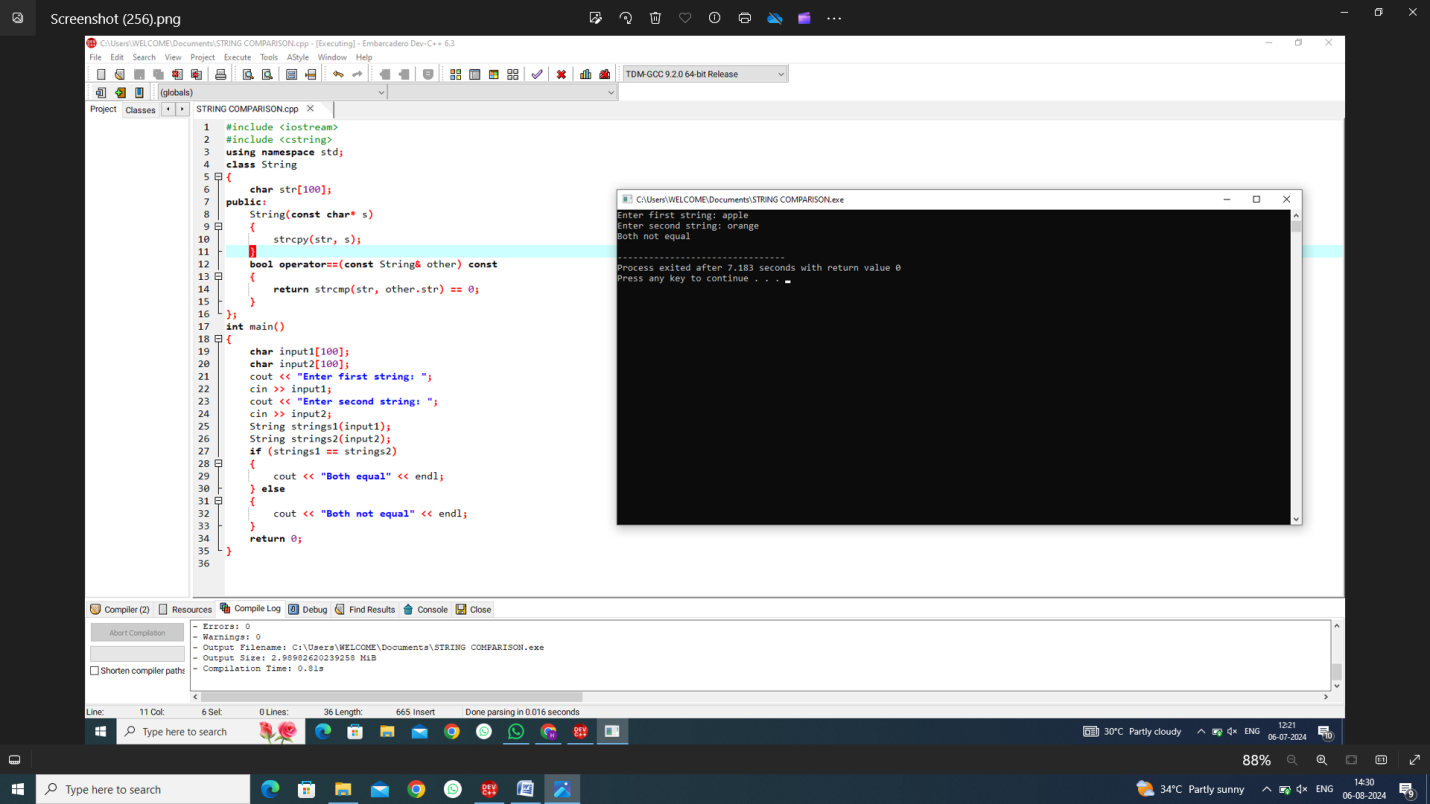 Screenshot (256).png
C:\Users\WELCOME\Documents\STRING COMPARISON.cpp - [Executing] - Embarcadero Dev-C++ 6.3
File Edit Search View Project Execute Tools AStyle Window Help
TDM-GCC 9.2.0 64-bit Release
(globals)
Project Classes STRING COMPARISON.cpp
1 #include <iostream>
2 #include <cstring>
3 using namespace std;
4 class String
5 {
6 char str[100];
7 public:
8 String(const char* s)
9 {
10 strcpy(str, s);
11 }
12 bool operator==(const String& other) const
13 {
14 return strcmp(str, other.str) == 0;
15 }
16 };
17 int main()
18 {
19 char input1[100];
20 char input2[100];
21 cout << "Enter first string: ";
22 cin >> input1;
23 cout << "Enter second string: ";
24 cin >> input2;
25 String strings1(input1);
26 String strings2(input2);
27 if (strings1 == strings2)
28 {
29 cout << "Both equal" << endl;
30 } else
31 {
32 cout << "Both not equal" << endl;
33 }
34 return 0;
35 }
36
C:\Users\WELCOME\Documents\STRING COMPARISON.exe
Enter first string: apple
Enter second string: orange
Both not equal
--------------------------------
Process exited after 7.183 seconds with return value 0
Press any key to continue . . .
Compiler (2) Resources Compile Log Debug Find Results Console Close
Abort Compilation
Shorten compiler paths
- Errors: 0
- Warnings: 0
- Output Filename: C:\Users\WELCOME\Documents\STRING COMPARISON.exe
- Output Size: 2.98982620239258 MiB
- Compilation Time: 0.81s
Line: 11 Col: 6 Sel: 0 Lines: 36 Length: 665 Insert Done parsing in 0.016 seconds
Type here to search
DEV C++
30°C Partly cloudy
ENG
12:21
06-07-2024
10
88%
Type here to search
DEV C++
34°C Partly sunny
ENG
14:30
06-08-2024
9